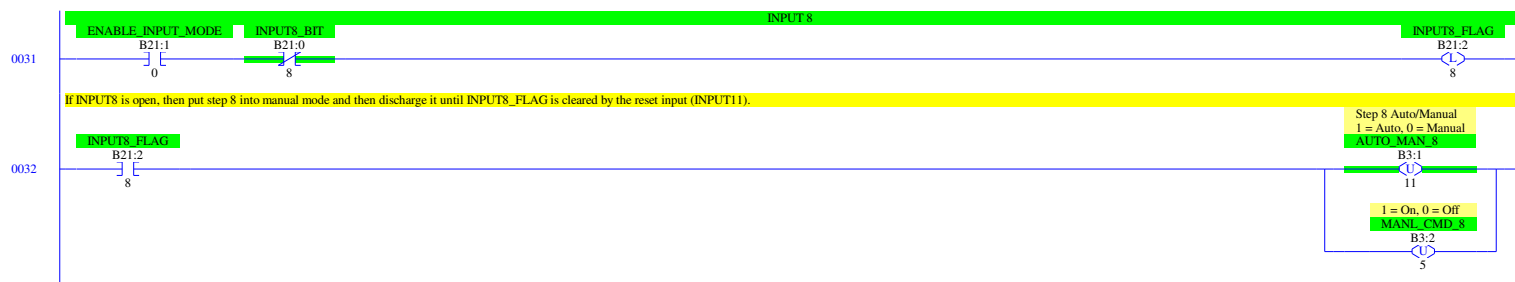 INPUT 8
ENABLE_INPUT_MODE INPUT8_BIT INPUT8_FLAG
B21:1 B21:0 B21:2
0031 L
0 8 8
If INPUT8 is open, then put step 8 into manual mode and then discharge it until INPUT8_FLAG is cleared by the reset input (INPUT11).
Step 8 Auto/Manual
1 = Auto, 0 = Manual
INPUT8_FLAG AUTO_MAN_8
B21:2 B3:1
0032 U
8 11
1 = On, 0 = Off
MANL_CMD_8
B3:2
U
5